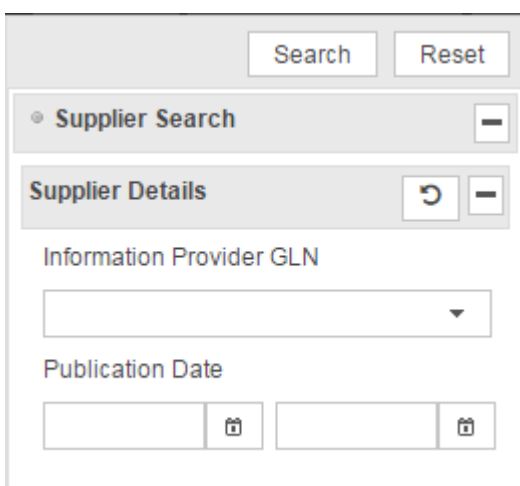 Search Reset
Supplier Search
Supplier Details
Information Provider GLN
Publication Date